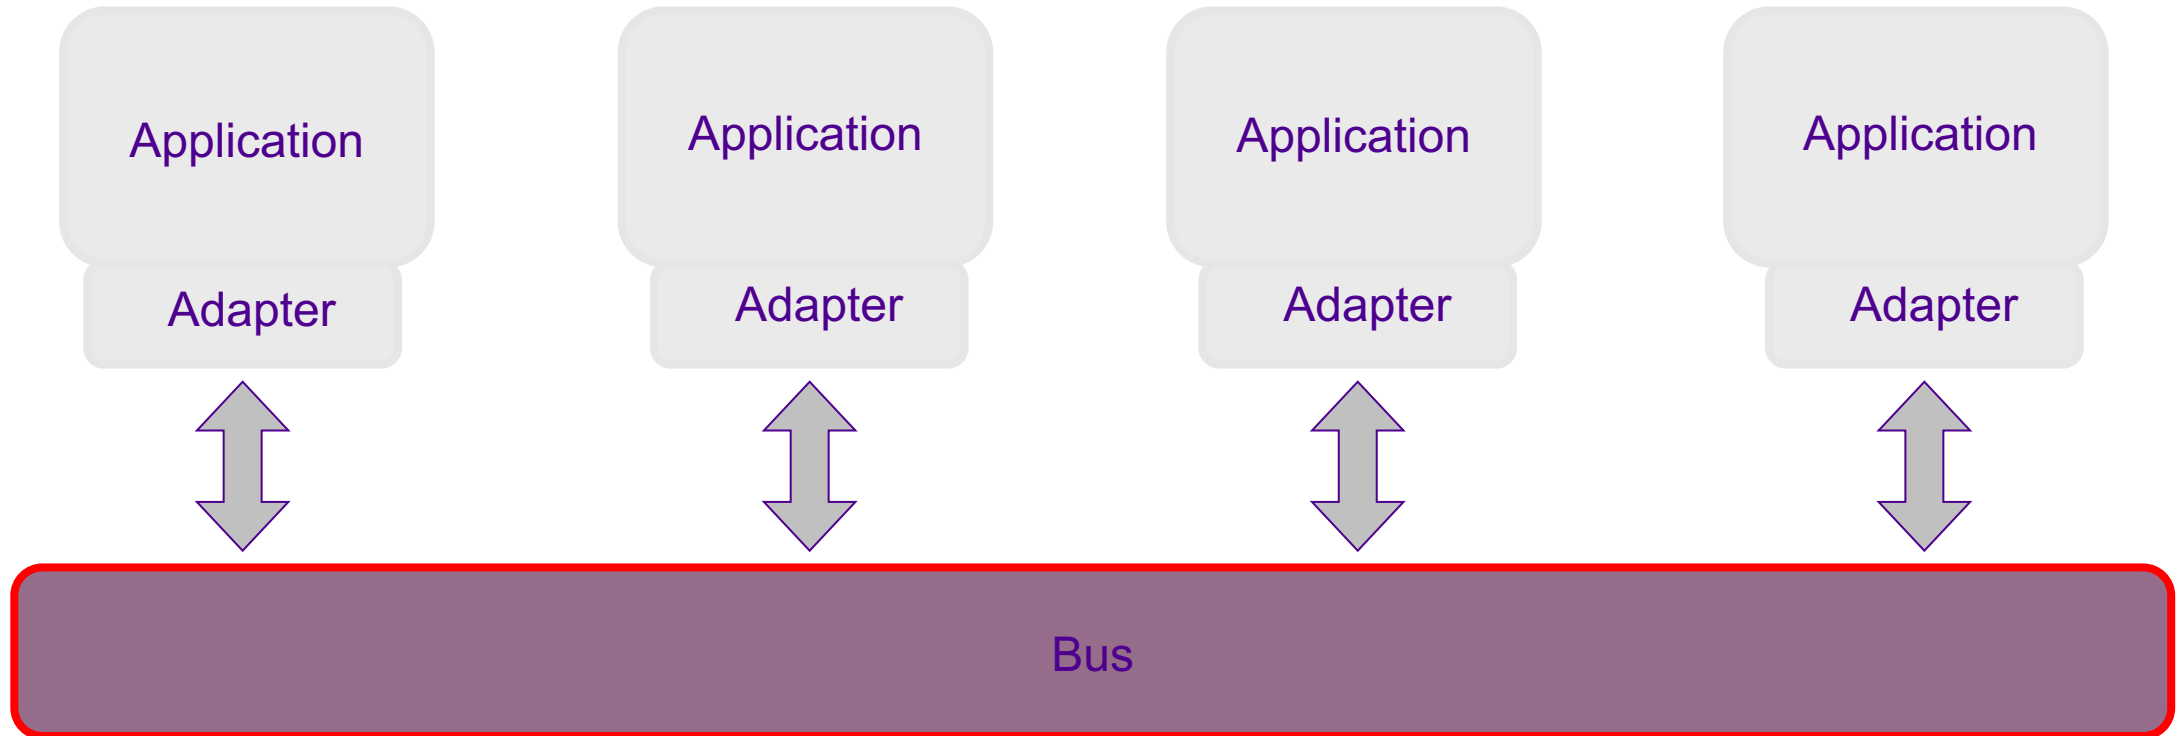 Application
Application
Application
Application
Adapter
Adapter
Adapter
Adapter
Bus